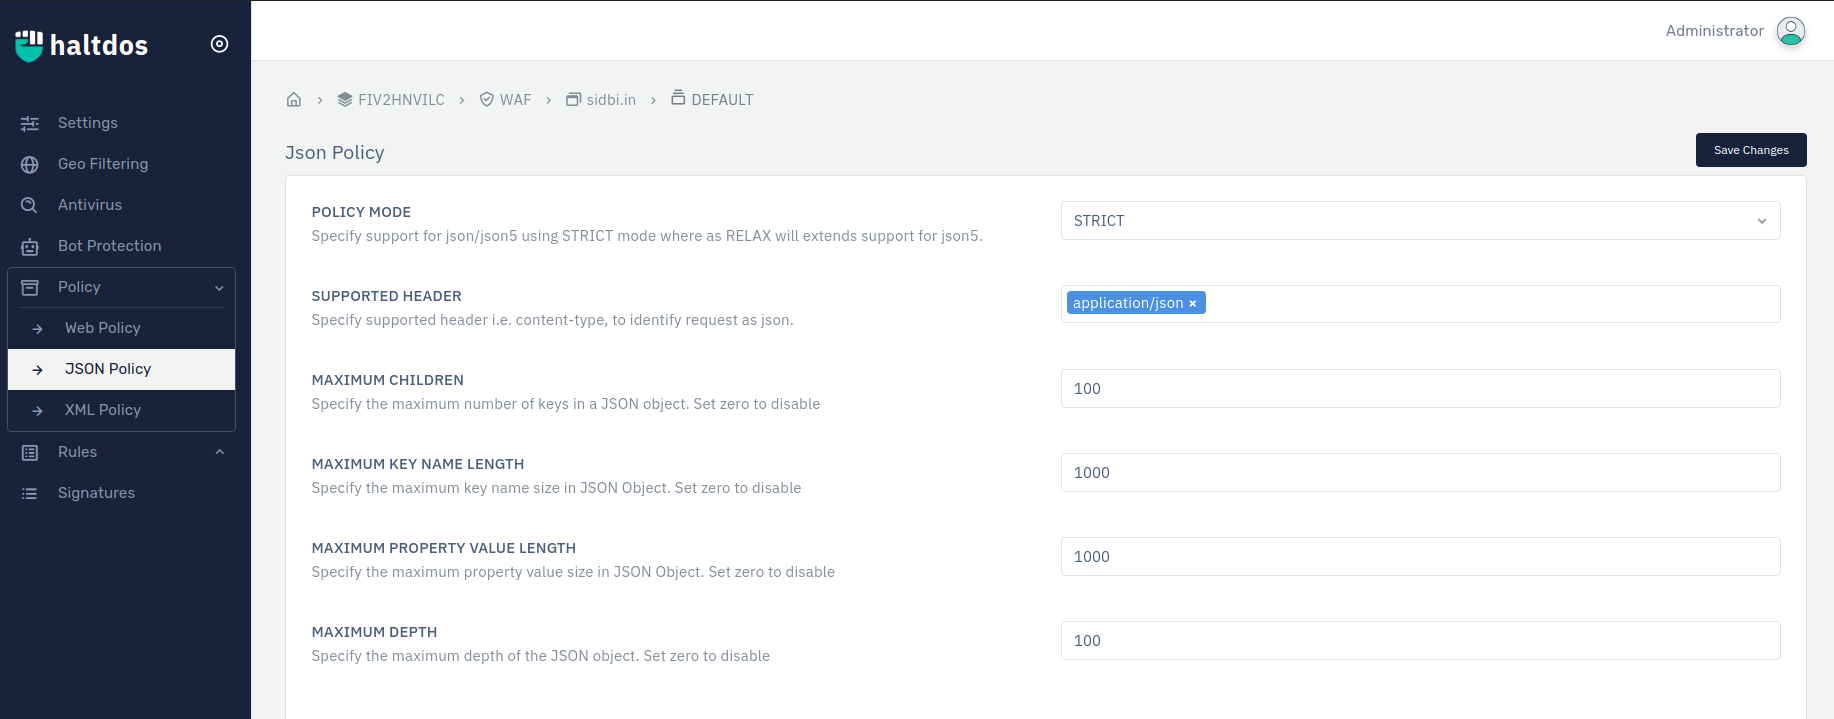 haltdos
Administrator
FIV2HNVILC
WAF
sidbi.in
DEFAULT
Settings
Geo Filtering
Antivirus
Bot Protection
Policy
Web Policy
JSON Policy
XML Policy
Rules
Signatures
Json Policy
Save Changes
POLICY MODE
Specify support for json/json5 using STRICT mode where as RELAX will extends support for json5.
STRICT
SUPPORTED HEADER
Specify supported header i.e. content-type, to identify request as json.
application/json ×
MAXIMUM CHILDREN
Specify the maximum number of keys in a JSON object. Set zero to disable
100
MAXIMUM KEY NAME LENGTH
Specify the maximum key name size in JSON Object. Set zero to disable
1000
MAXIMUM PROPERTY VALUE LENGTH
Specify the maximum property value size in JSON Object. Set zero to disable
1000
MAXIMUM DEPTH
Specify the maximum depth of the JSON object. Set zero to disable
100